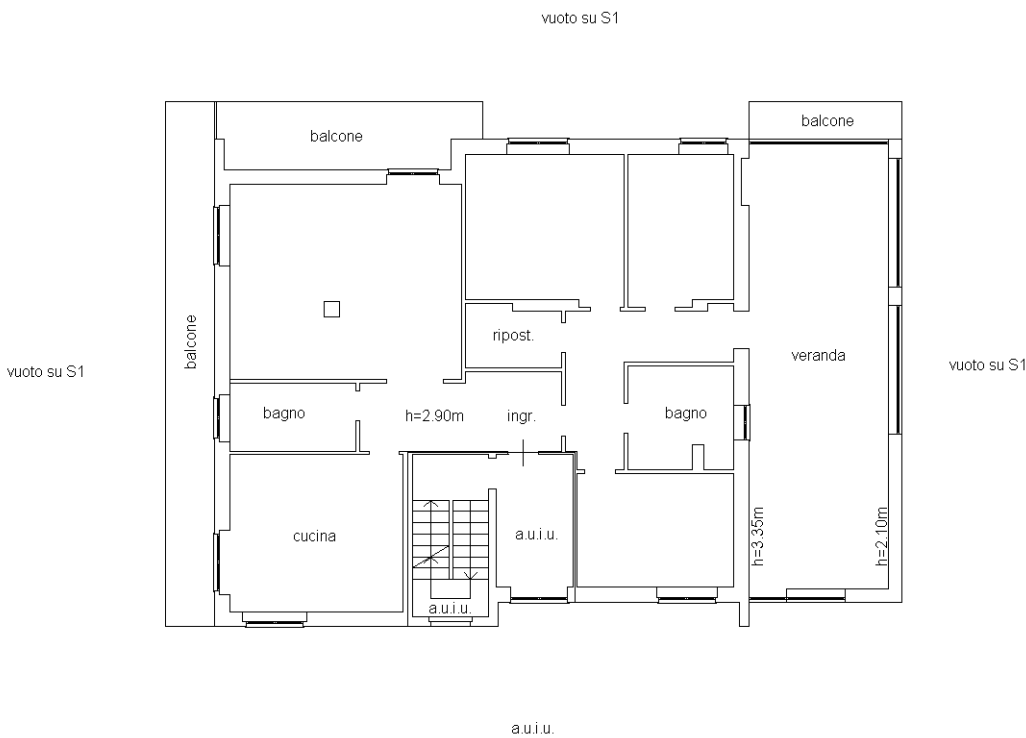 vuoto su S1
balcone
balcone
balcone
ripost.
veranda
vuoto su S1
vuoto su S1
bagno
h=2.90m
ingr.
bagno
cucina
a.u.i.u.
h=3.35m
h=2.10m
a.u.i.u.
a.u.i.u.